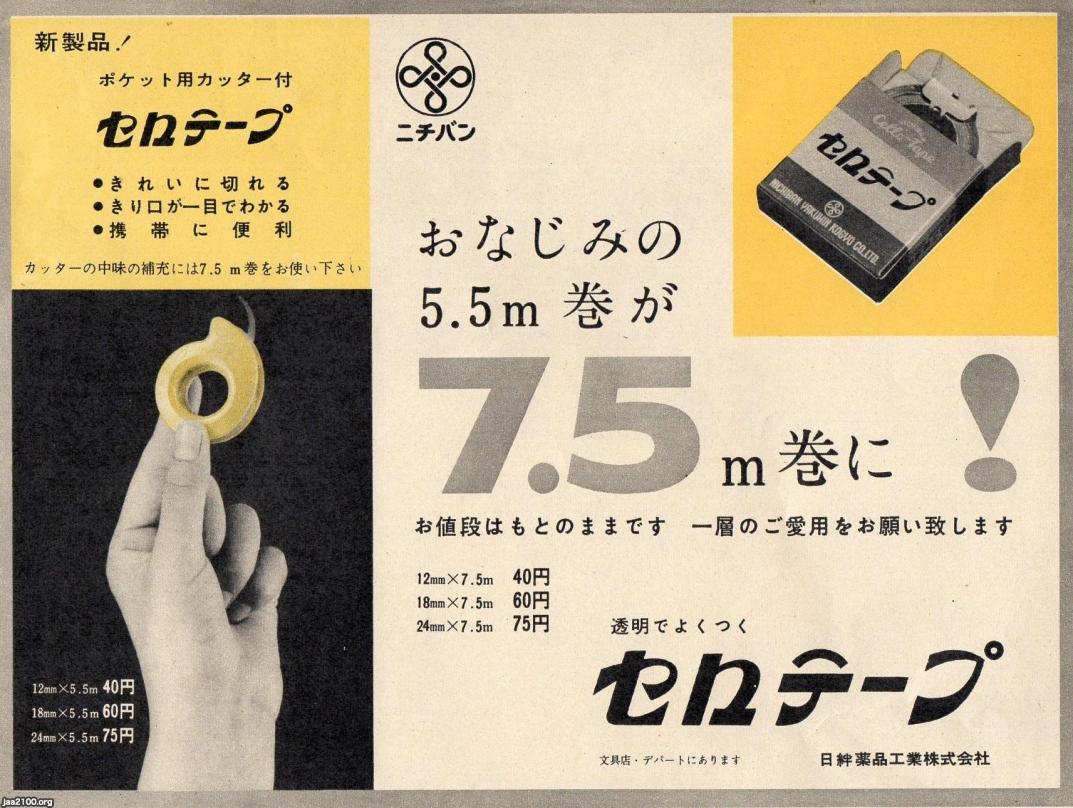 新製品！
ポケット用カッター付
セロテープ
●きれいに切れる
●きり口が一目でわかる
●携帯に便利
カッターの中味の補充には7.5m巻をお使い下さい
12mm×5.5m 40円
18mm×5.5m 60円
24mm×5.5m 75円
ニチバン
Cello Tape
セロテープ
NICHIBAN YAKUHIN KOGYO CO.LTD.
おなじみの
5.5m巻が
7.5m巻に！
お値段はもとのままです 一層のご愛用をお願い致します
12mm×7.5m 40円
18mm×7.5m 60円
24mm×7.5m 75円
透明でよくつく
セロテープ
文具店・デパートにあります
日絆薬品工業株式会社
jaa2100.org